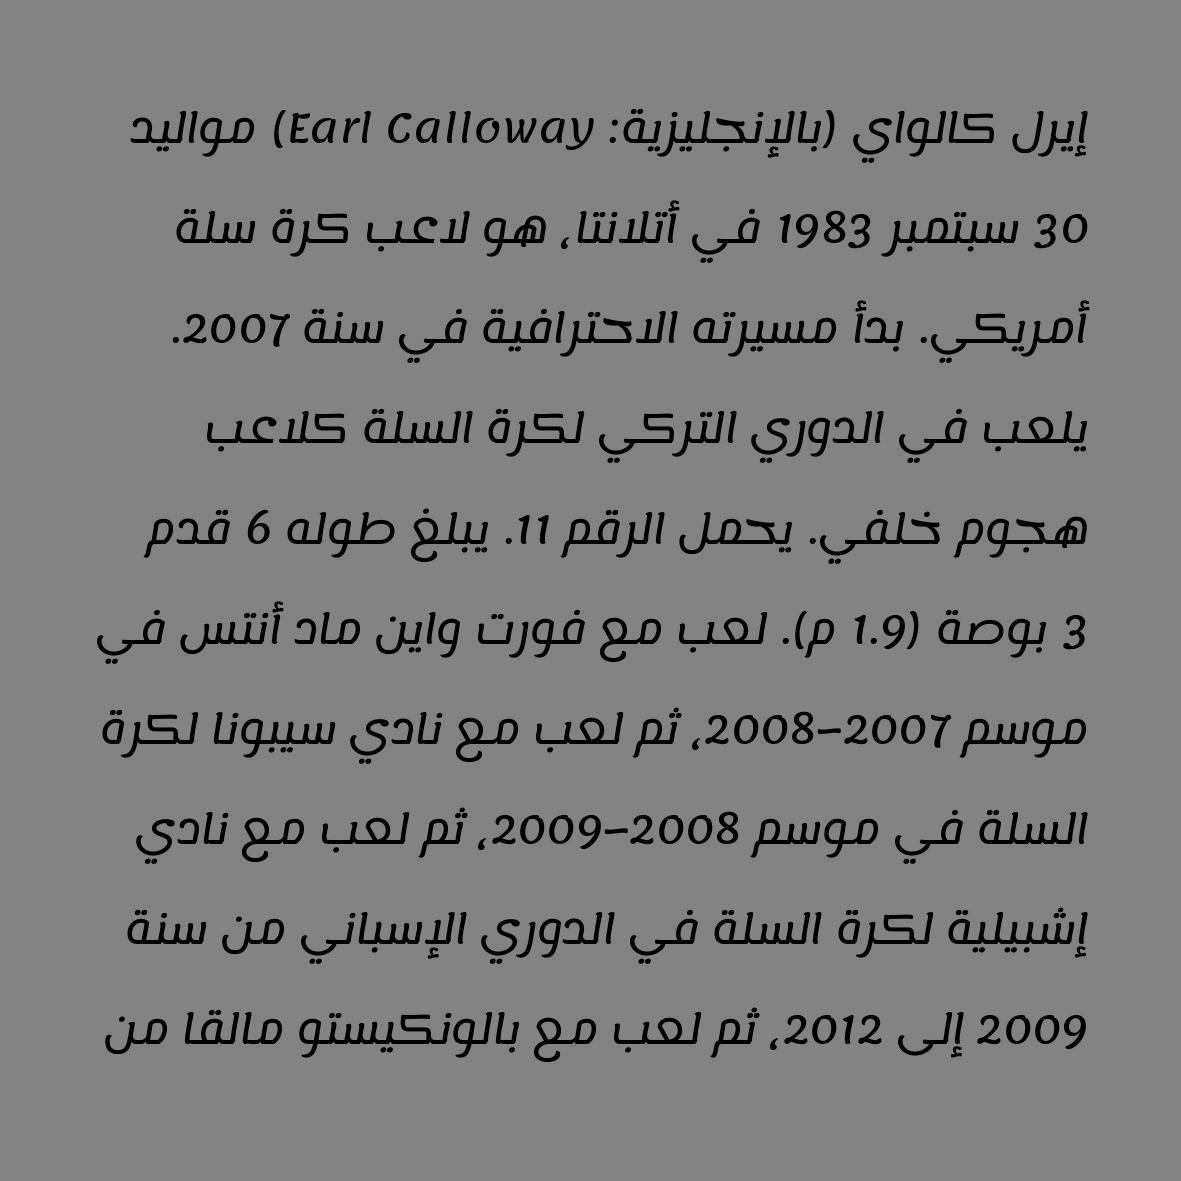 إيرل كالواي (بالإنجليزية: Earl Calloway) مواليد
30 سبتمبر 1983 في أتلانتا، هو لاعب كرة سلة
أمريكي. بدأ مسيرته الاحترافية في سنة 2007.
يلعب في الدوري التركي لكرة السلة كلاعب
هجوم خلفي. يحمل الرقم 11. يبلغ طوله 6 قدم
3 بوصة (1.9 م). لعب مع فورت واين ماد أنتس في
موسم 2007–2008، ثم لعب مع نادي سيبونا لكرة
السلة في موسم 2008–2009، ثم لعب مع نادي
إشبيلية لكرة السلة في الدوري الإسباني من سنة
2009 إلى 2012، ثم لعب مع بالونكيستو مالقا من